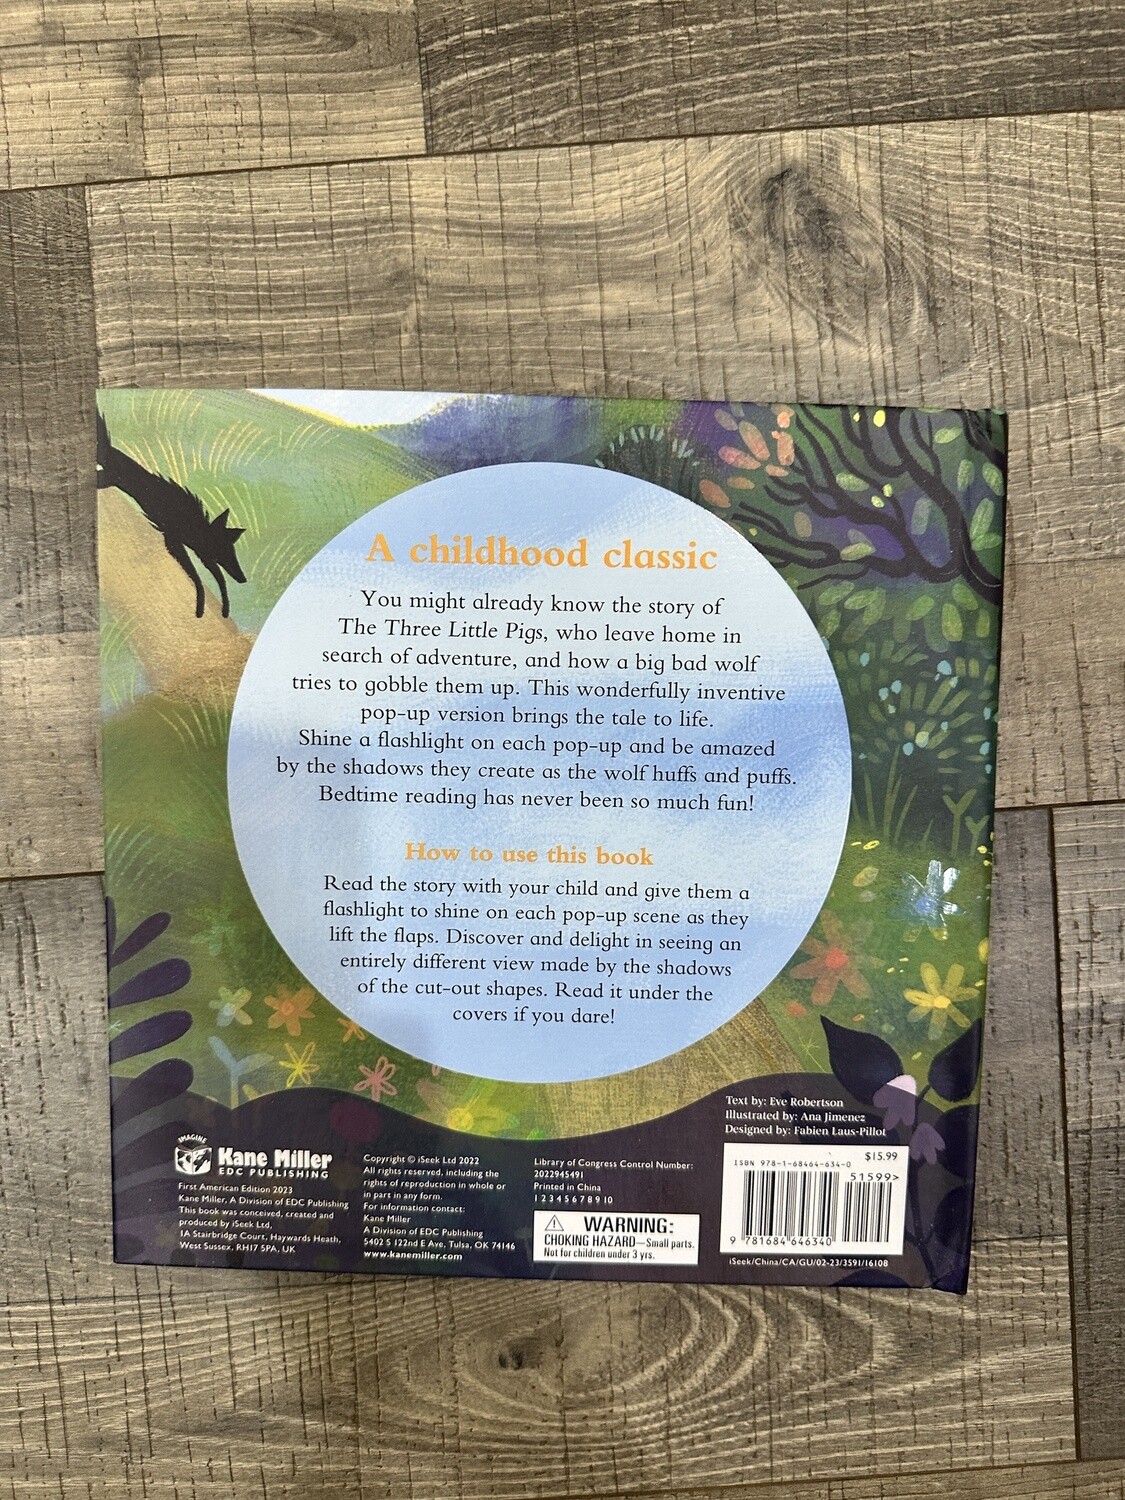 A childhood classic
You might already know the story of
The Three Little Pigs, who leave home in
search of adventure, and how a big bad wolf
tries to gobble them up. This wonderfully inventive
pop-up version brings the tale to life.
Shine a flashlight on each pop-up and be amazed
by the shadows they create as the wolf huffs and puffs.
Bedtime reading has never been so much fun!
How to use this book
Read the story with your child and give them a
flashlight to shine on each pop-up scene as they
lift the flaps. Discover and delight in seeing an
entirely different view made by the shadows
of the cut-out shapes. Read it under the
covers if you dare!
IMAGINE
Kane Miller
EDC PUBLISHING
First American Edition 2023
Kane Miller, A Division of EDC Publishing
This book was conceived, created and
produced by iSeek Ltd,
1A Stairbridge Court, Haywards Heath,
West Sussex, RH17 5PA, UK
Copyright © iSeek Ltd 2022
All rights reserved, including the
rights of reproduction in whole or
in part in any form.
For information contact:
Kane Miller
A Division of EDC Publishing
5402 S 122nd E Ave, Tulsa, OK 74146
www.kanemiller.com
Library of Congress Control Number:
2022945491
Printed in China
1 2 3 4 5 6 7 8 9 10
WARNING:
CHOKING HAZARD—Small parts.
Not for children under 3 yrs.
Text by: Eve Robertson
Illustrated by: Ana Jimenez
Designed by: Fabien Laus-Pillot
$15.99
ISBN 978-1-68464-634-0
51599>
9 781684 646340
iSeek/China/CA/GU/02-23/3591/16108